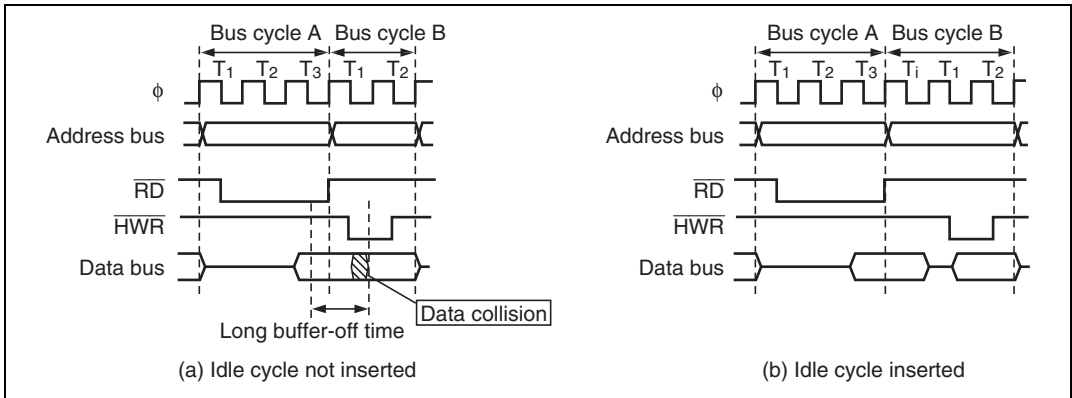 Bus cycle A Bus cycle B
T1 T2 T3 T1 T2
φ
Address bus
RD
HWR
Data bus
Data collision
Long buffer-off time
(a) Idle cycle not inserted
Bus cycle A Bus cycle B
T1 T2 T3 Ti T1 T2
φ
Address bus
RD
HWR
Data bus
(b) Idle cycle inserted